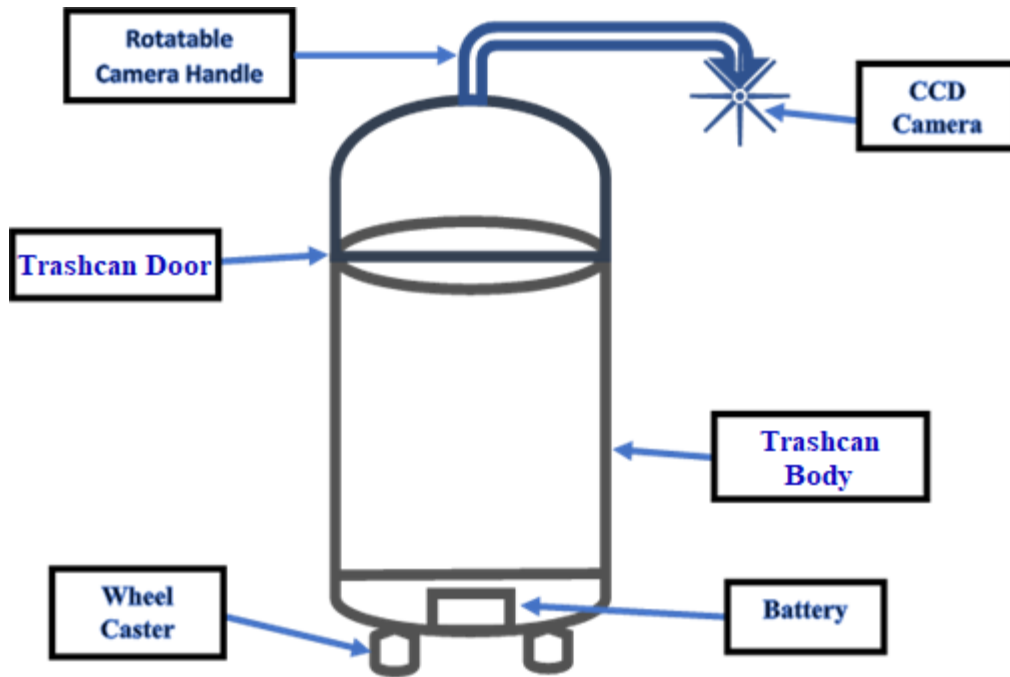 Rotatable
Camera Handle
CCD
Camera
Trashcan Door
Trashcan
Body
Wheel
Caster
Battery